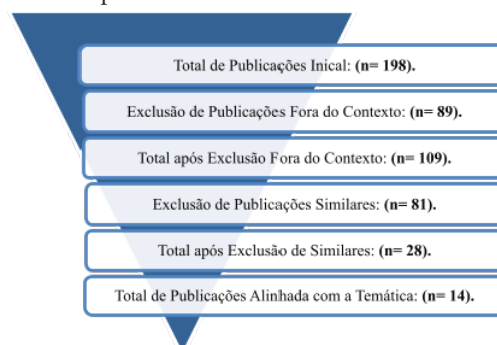 Total de Publicações Inical: (n= 198).
Exclusão de Publicações Fora do Contexto: (n= 89).
Total após Exclusão Fora do Contexto: (n= 109).
Exclusão de Publicações Similares: (n= 81).
Total após Exclusão de Similares: (n= 28).
Total de Publicações Alinhada com a Temática: (n= 14).